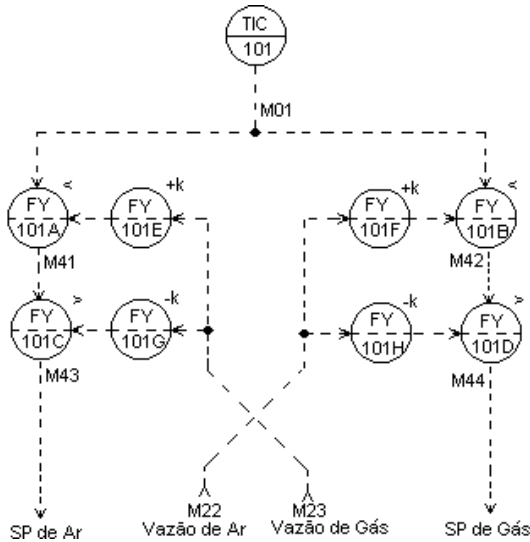 TIC
101
M01
<
FY
101A
+k
FY
101E
+k
FY
101F
<
FY
101B
M41
M42
>
FY
101C
-k
FY
101G
-k
FY
101H
>
FY
101D
M43
M44
M22
M23
SP de Ar
Vazão de Ar
Vazão de Gás
SP de Gás